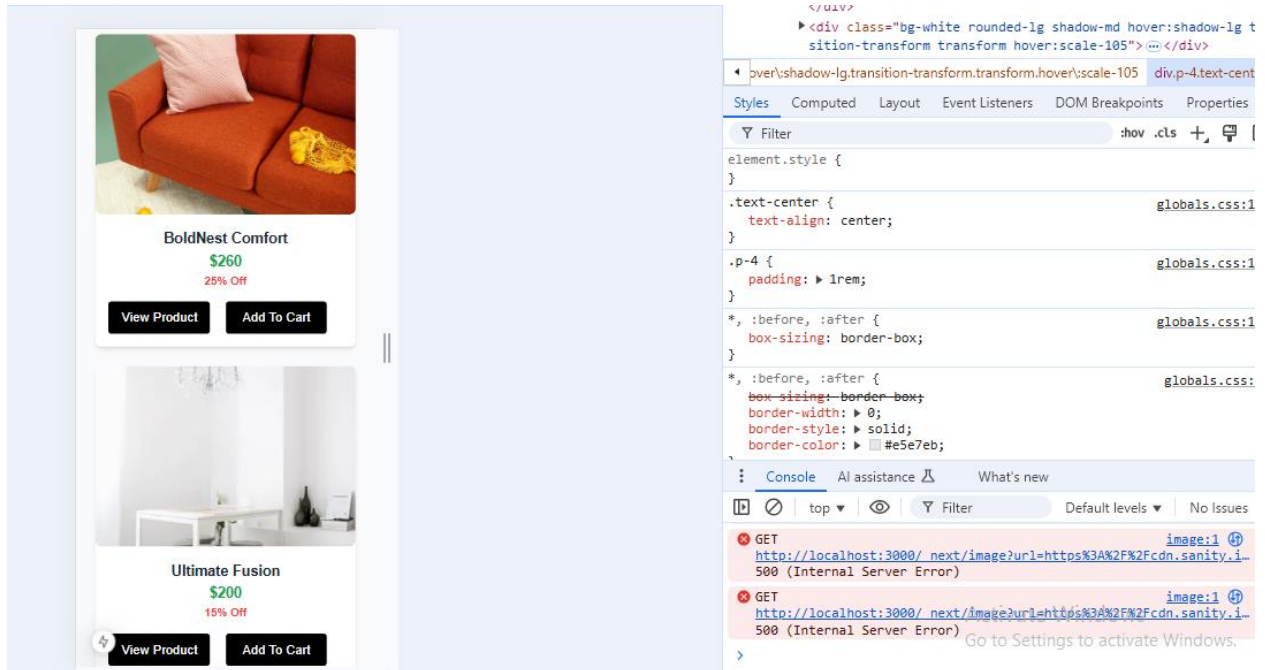 </div>
<div class="bg-white rounded-lg shadow-md hover:shadow-lg t
sition-transform transform hover:scale-105">⋯</div>
over\:shadow-lg.transition-transform.transform.hover\:scale-105 div.p-4.text-cent
Styles Computed Layout Event Listeners DOM Breakpoints Properties
Filter :hov .cls
element.style {
}
.text-center { globals.css:1
text-align: center;
}
.p-4 { globals.css:1
padding: 1rem;
}
*, :before, :after { globals.css:1
box-sizing: border-box;
}
*, :before, :after { globals.css:
box-sizing: border-box;
border-width: 0;
border-style: solid;
border-color: #e5e7eb;
Console AI assistance What's new
top Filter Default levels No Issues
GET image:1
http://localhost:3000/_next/image?url=https%3A%2F%2Fcdn.sanity.i…
500 (Internal Server Error)
GET image:1
http://localhost:3000/_next/image?url=https%3A%2F%2Fcdn.sanity.i…
500 (Internal Server Error)
Activate Windows
Go to Settings to activate Windows.
BoldNest Comfort
$260
25% Off
View Product Add To Cart
Ultimate Fusion
$200
15% Off
View Product Add To Cart